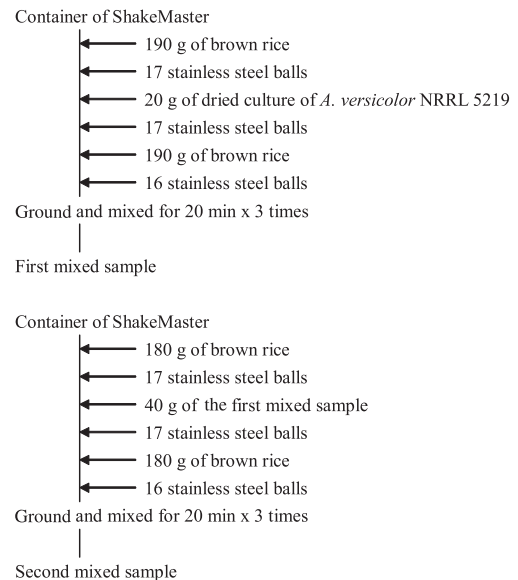 Container of ShakeMaster
190 g of brown rice
17 stainless steel balls
20 g of dried culture of A. versicolor NRRL 5219
17 stainless steel balls
190 g of brown rice
16 stainless steel balls
Ground and mixed for 20 min x 3 times
First mixed sample
Container of ShakeMaster
180 g of brown rice
17 stainless steel balls
40 g of the first mixed sample
17 stainless steel balls
180 g of brown rice
16 stainless steel balls
Ground and mixed for 20 min x 3 times
Second mixed sample